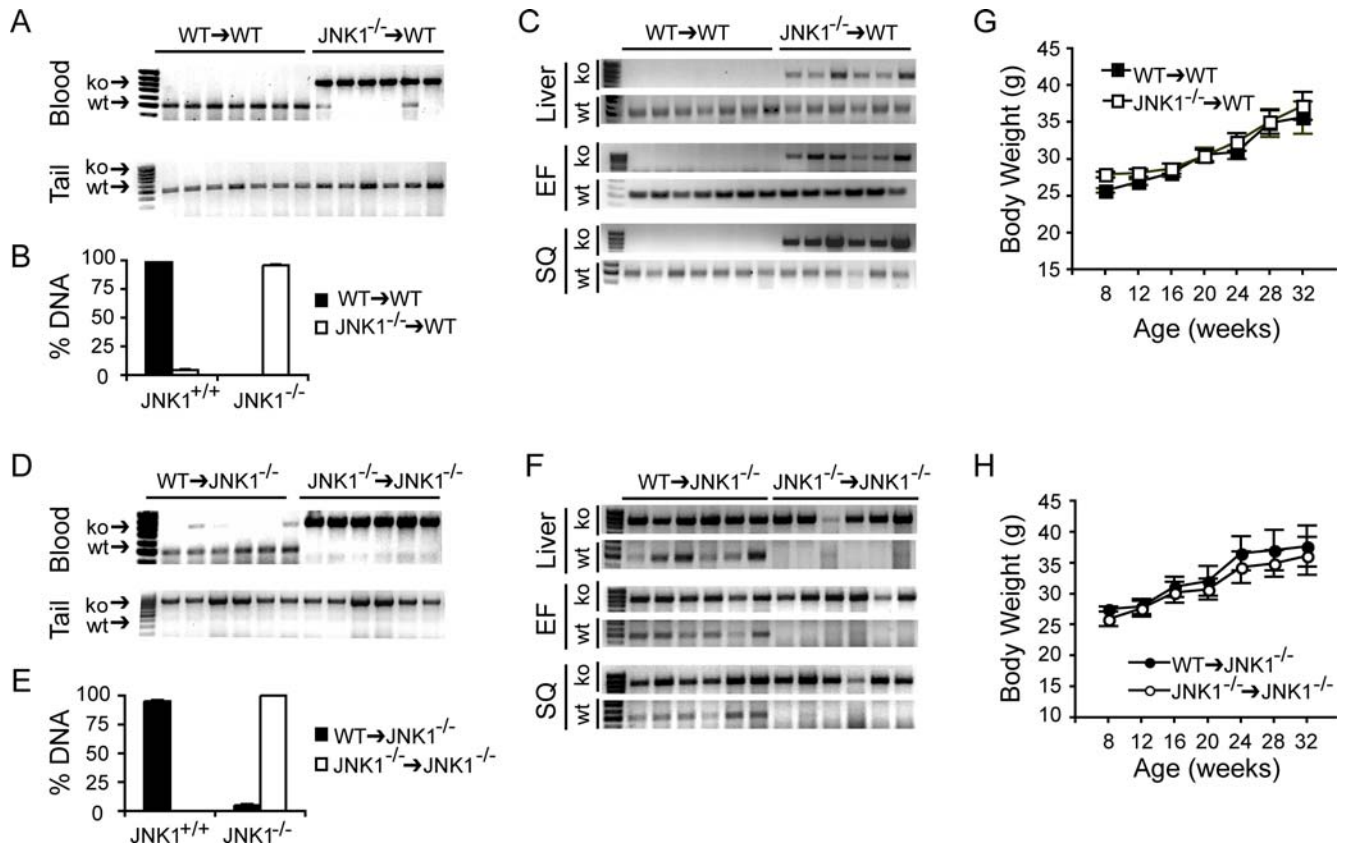 A
WT➔WT
JNK1-/-➔WT
Blood
ko➔
wt➔
Tail
ko➔
wt➔
B
% DNA
100
75
50
25
0
JNK1+/+
JNK1-/-
WT➔WT
JNK1-/-➔WT
C
WT➔WT
JNK1-/-➔WT
Liver
ko
wt
EF
ko
wt
SQ
ko
wt
G
Body Weight (g)
45
40
35
30
25
20
15
WT➔WT
JNK1-/-➔WT
8 12 16 20 24 28 32
Age (weeks)
D
WT➔JNK1-/-
JNK1-/-➔JNK1-/-
Blood
ko➔
wt➔
Tail
ko➔
wt➔
E
% DNA
100
75
50
25
0
JNK1+/+
JNK1-/-
WT➔JNK1-/-
JNK1-/-➔JNK1-/-
F
WT➔JNK1-/-
JNK1-/-➔JNK1-/-
Liver
ko
wt
EF
ko
wt
SQ
ko
wt
H
Body Weight (g)
45
40
35
30
25
35
15
10
WT➔JNK1-/-
JNK1-/-➔JNK1-/-
8 12 16 20 24 28 32
Age (weeks)